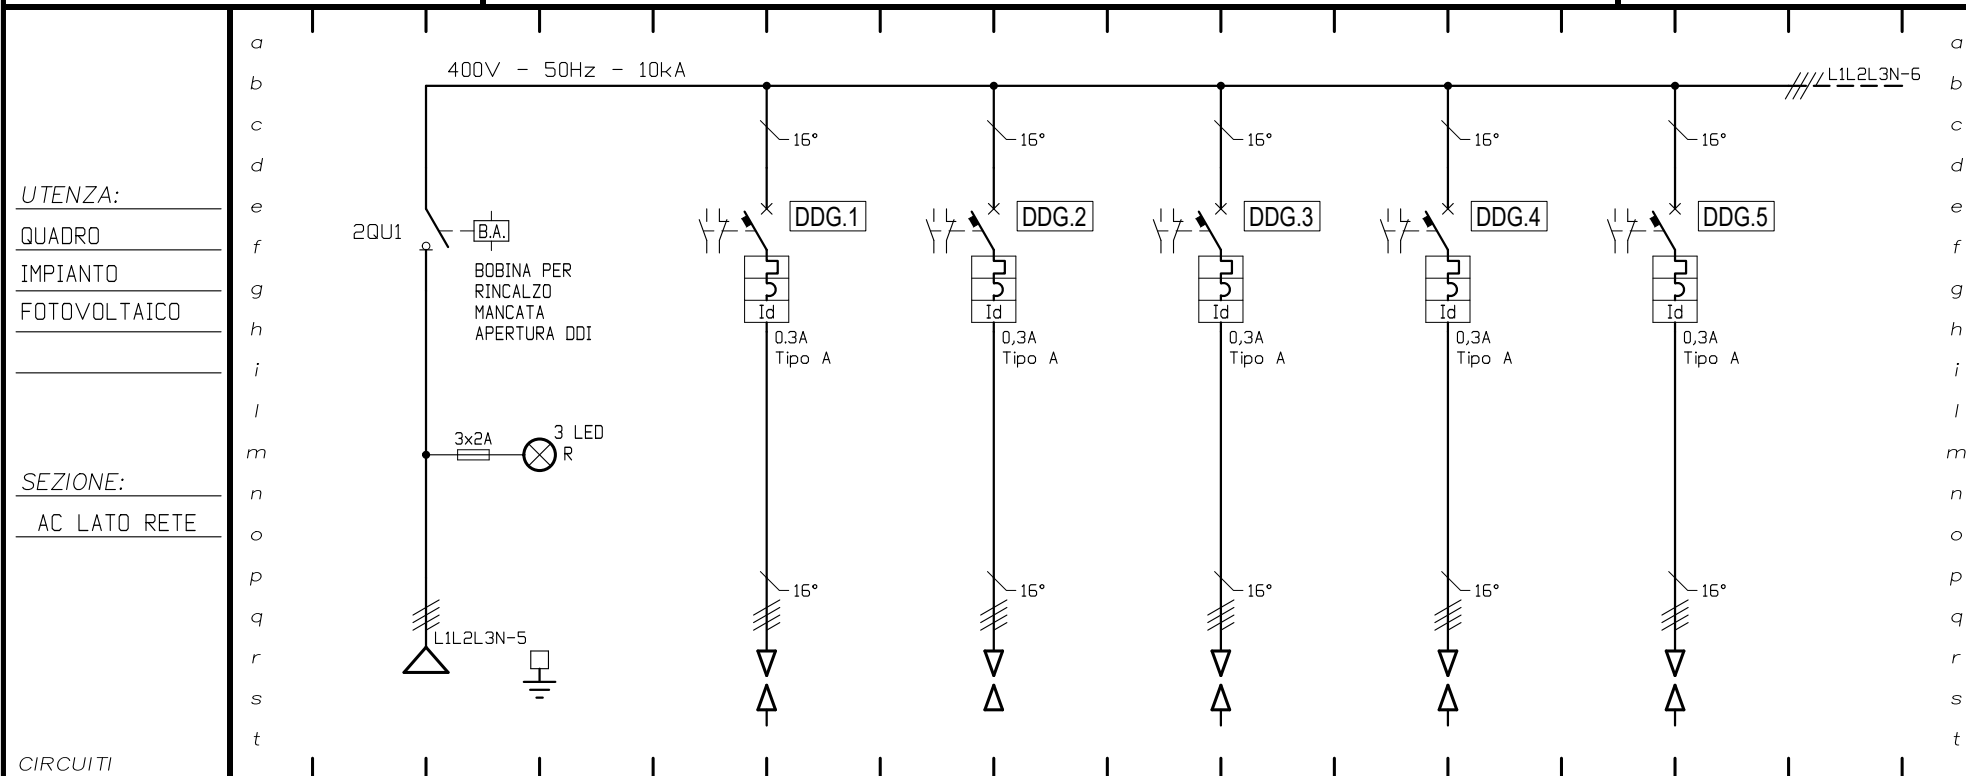 UTENZA:
QUADRO
IMPIANTO
FOTOVOLTAICO
SEZIONE:
AC LATO RETE
CIRCUITI
a
b
c
d
e
f
g
h
i
l
m
n
o
p
q
r
s
t
400V - 50Hz - 10kA
L1L2L3N-6
16° 16° 16° 16° 16°
2QU1
B.A.
BOBINA PER
RINCALZO
MANCATA
APERTURA DDI
DDG.1 DDG.2 DDG.3 DDG.4 DDG.5
Id Id Id Id Id
0.3A 0,3A 0,3A 0,3A 0.3A
Tipo A Tipo A Tipo A Tipo A Tipo A
3x2A
3 LED
R
16° 16° 16° 16° 16°
L1L2L3N-5
a
b
c
d
e
f
g
h
i
l
m
n
o
p
q
r
s
t